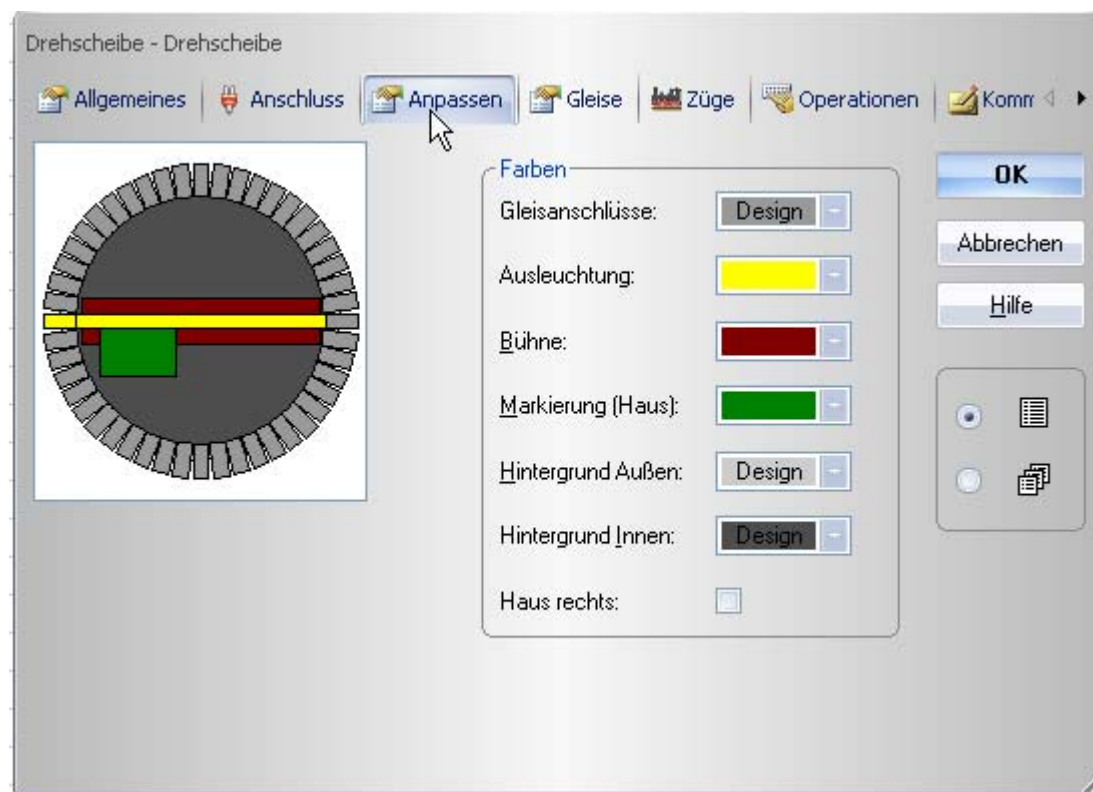 Drehscheibe - Drehscheibe
Allgemeines Anschluss Anpassen Gleise Züge Operationen Komm
Farben
Gleisanschlüsse: Design
Ausleuchtung:
Bühne:
Markierung (Haus):
Hintergrund Außen: Design
Hintergrund Innen: Design
Haus rechts:
OK
Abbrechen
Hilfe